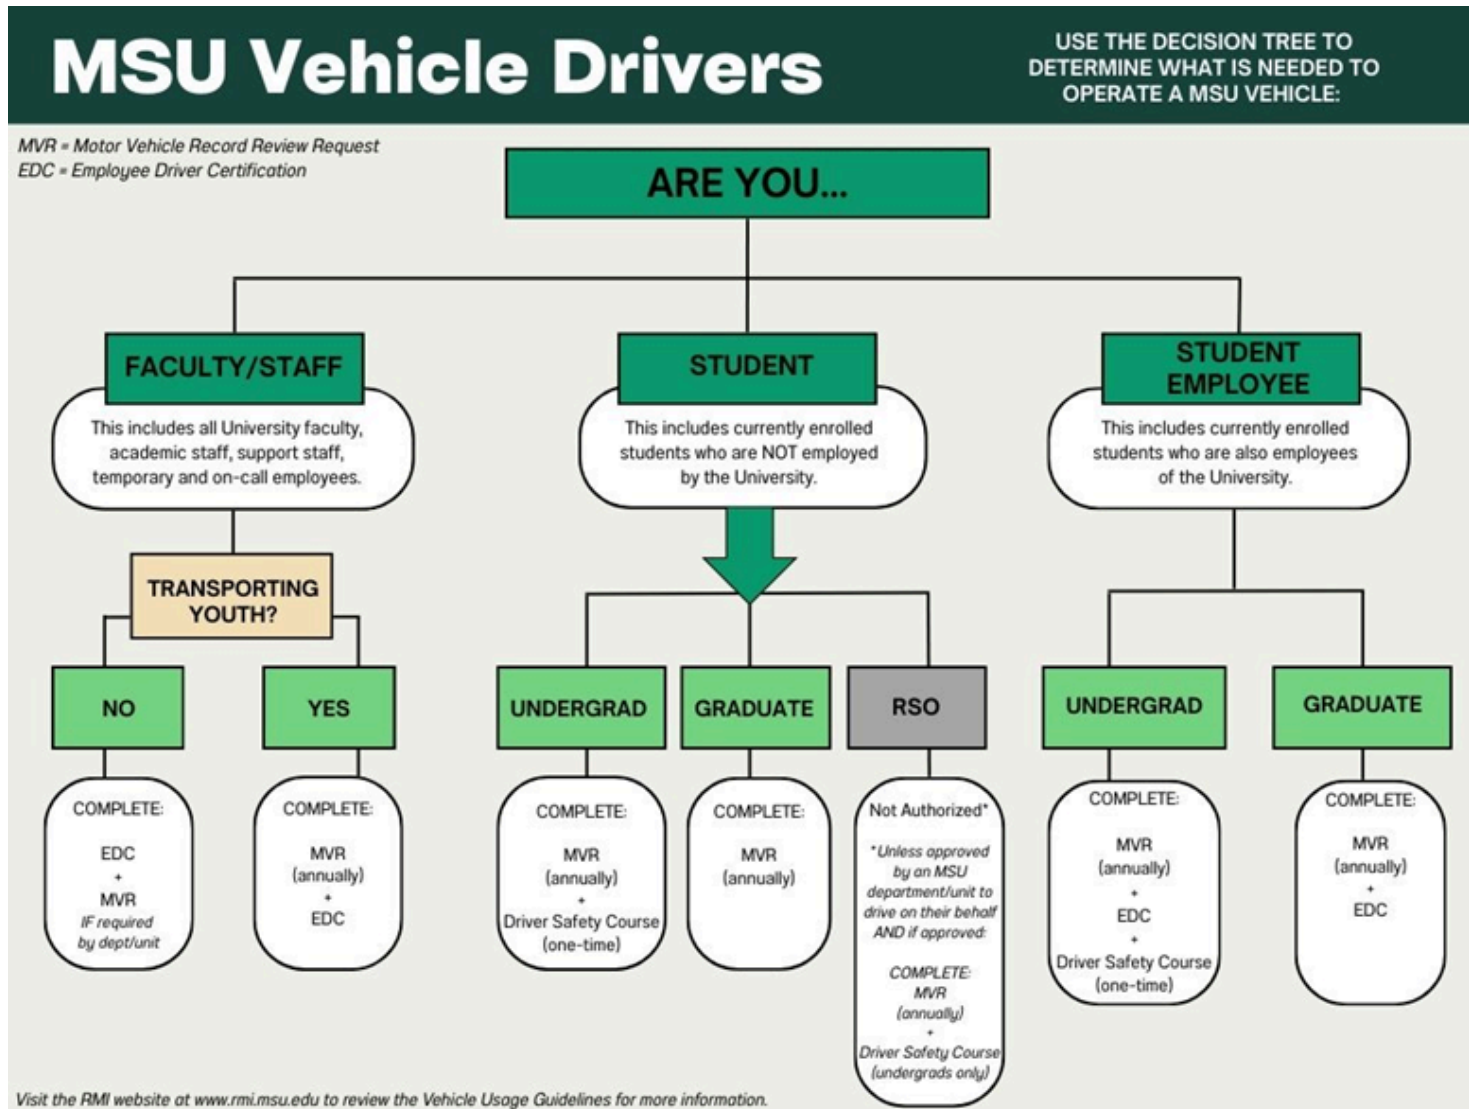 MSU Vehicle Drivers
USE THE DECISION TREE TO
DETERMINE WHAT IS NEEDED TO
OPERATE A MSU VEHICLE:
MVR = Motor Vehicle Record Review Request
EDC = Employee Driver Certification
ARE YOU...
FACULTY/STAFF
This includes all University faculty,
academic staff, support staff,
temporary and on-call employees.
TRANSPORTING
YOUTH?
NO
COMPLETE:
EDC
+
MVR
IF required
by dept/unit
YES
COMPLETE:
MVR
(annually)
+
EDC
STUDENT
This includes currently enrolled
students who are NOT employed
by the University.
UNDERGRAD
COMPLETE:
MVR
(annually)
+
Driver Safety Course
(one-time)
GRADUATE
COMPLETE:
MVR
(annually)
RSO
Not Authorized*
*Unless approved
by an MSU
department/unit to
drive on their behalf
AND if approved:
COMPLETE:
MVR
(annually)
+
Driver Safety Course
(undergrads only)
STUDENT
EMPLOYEE
This includes currently enrolled
students who are also employees
of the University.
UNDERGRAD
COMPLETE:
MVR
(annually)
+
EDC
+
Driver Safety Course
(one-time)
GRADUATE
COMPLETE:
MVR
(annually)
+
EDC
Visit the RMI website at www.rmi.msu.edu to review the Vehicle Usage Guidelines for more information.